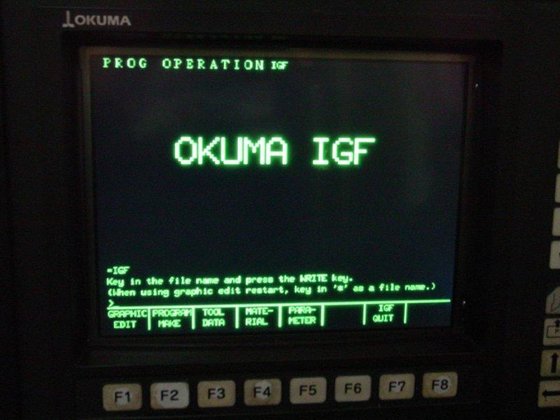 OKUMA
PROG OPERATION IGF
OKUMA IGF
=IGF
Key in the file name and press the WRITE key.
(When using graphic edit restart, key in '*' as a file name.)
>
GRAPHIC EDIT
PROGRAM MAKE
TOOL DATA
MATE-RIAL
PARA-METER
IGF QUIT
F1 F2 F3 F4 F5 F6 F7 F8